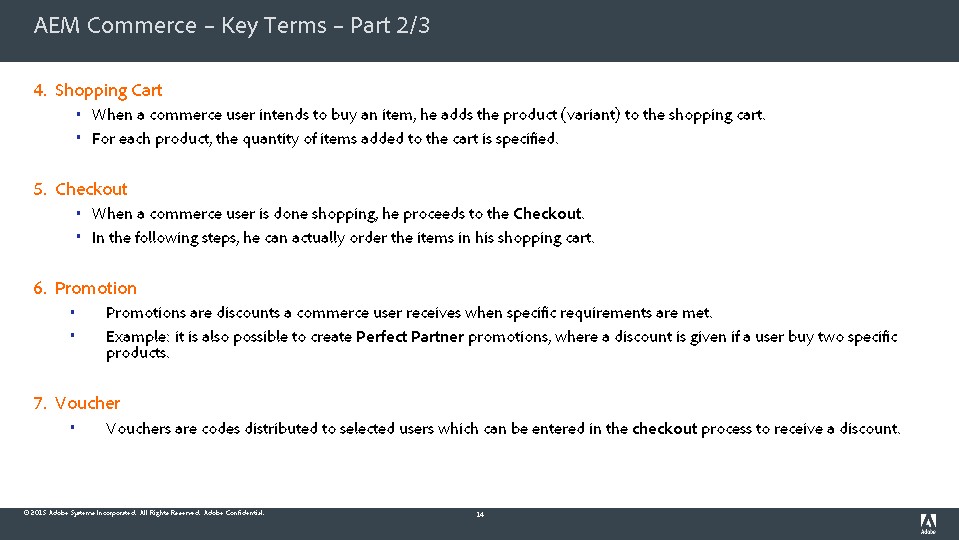 AEM Commerce – Key Terms – Part 2/3
4. Shopping Cart
▪ When a commerce user intends to buy an item, he adds the product (variant) to the shopping cart.
▪ For each product, the quantity of items added to the cart is specified.
5. Checkout
▪ When a commerce user is done shopping, he proceeds to the Checkout.
▪ In the following steps, he can actually order the items in his shopping cart.
6. Promotion
▪ Promotions are discounts a commerce user receives when specific requirements are met.
▪ Example: it is also possible to create Perfect Partner promotions, where a discount is given if a user buy two specific
products.
7. Voucher
▪ Vouchers are codes distributed to selected users which can be entered in the checkout process to receive a discount.
© 2015 Adobe Systems Incorporated. All Rights Reserved. Adobe Confidential.
14
Adobe